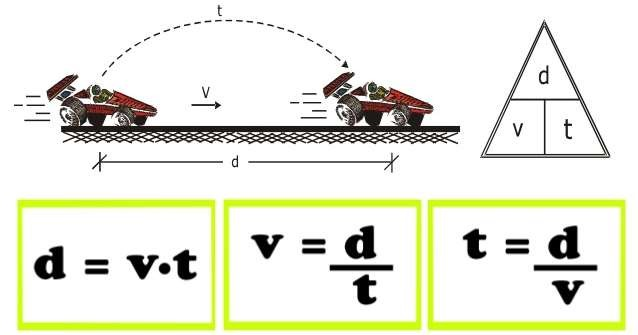 t
v
d
d
v t
d = v·t
v = d/t
t = d/v